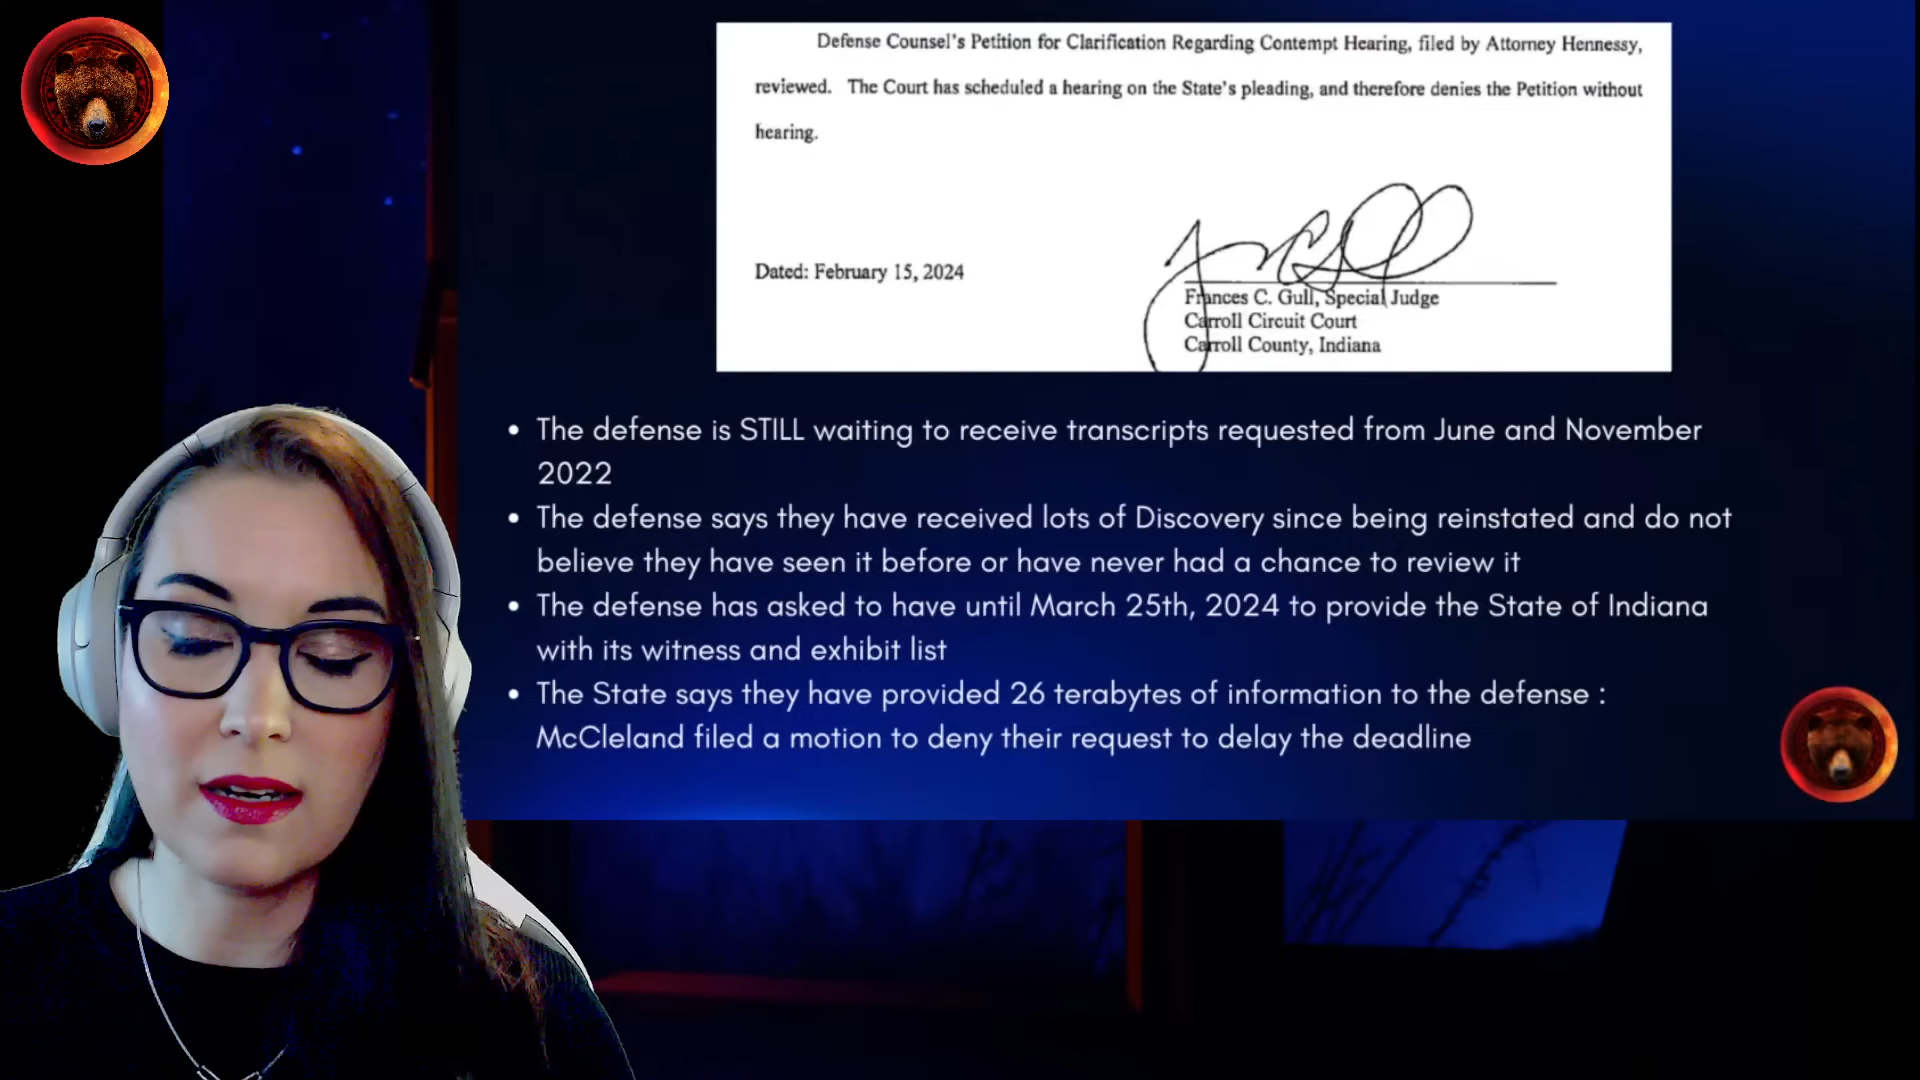 Defense Counsel's Petition for Clarification Regarding Contempt Hearing, filed by Attorney Hennessy,
reviewed. The Court has scheduled a hearing on the State's pleading, and therefore denies the Petition without
hearing.
Dated: February 15, 2024
Frances C. Gull, Special Judge
Carroll Circuit Court
Carroll County, Indiana
• The defense is STILL waiting to receive transcripts requested from June and November
2022
• The defense says they have received lots of Discovery since being reinstated and do not
believe they have seen it before or have never had a chance to review it
• The defense has asked to have until March 25th, 2024 to provide the State of Indiana
with its witness and exhibit list
• The State says they have provided 26 terabytes of information to the defense :
McCleland filed a motion to deny their request to delay the deadline